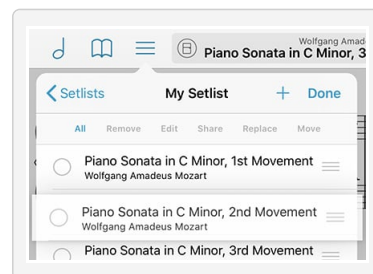 Wolfgang Amad
Piano Sonata in C Minor, 3
Setlists My Setlist + Done
All Remove Edit Share Replace Move
Piano Sonata in C Minor, 1st Movement
Wolfgang Amadeus Mozart
Piano Sonata in C Minor, 2nd Movement
Wolfgang Amadeus Mozart
Piano Sonata in C Minor, 3rd Movement